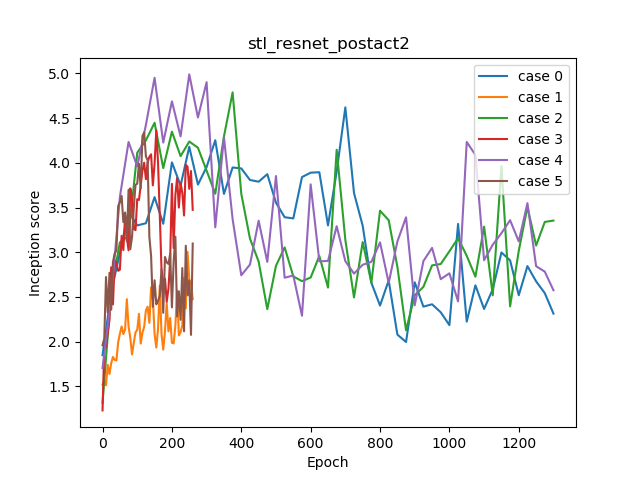 stl_resnet_postact2
5.0
4.5
4.0
3.5
3.0
2.5
2.0
1.5
Inception score
case 0
case 1
case 2
case 3
case 4
case 5
0 200 400 600 800 1000 1200
Epoch